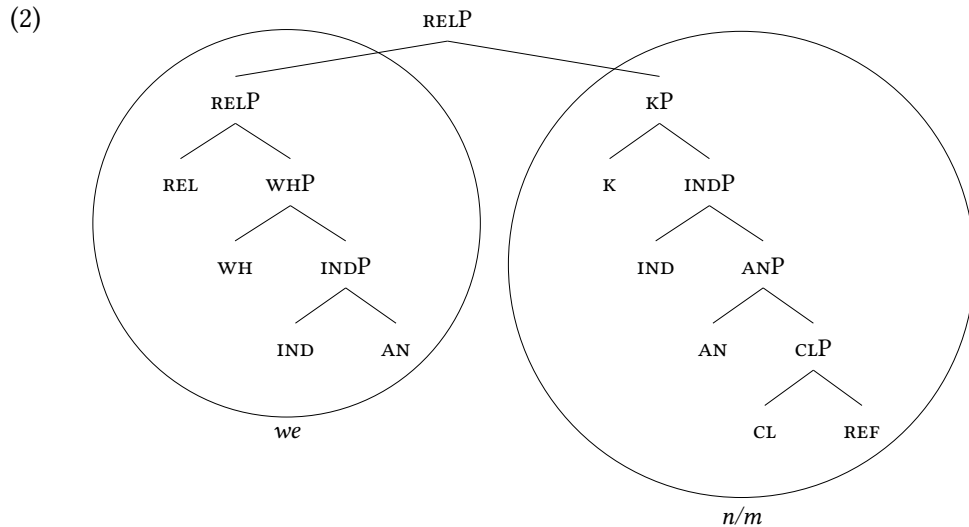 (2) RELP
RELP KP
REL WHP K INDP
WH INDP IND ANP
IND AN AN CLP
we CL REF
n/m